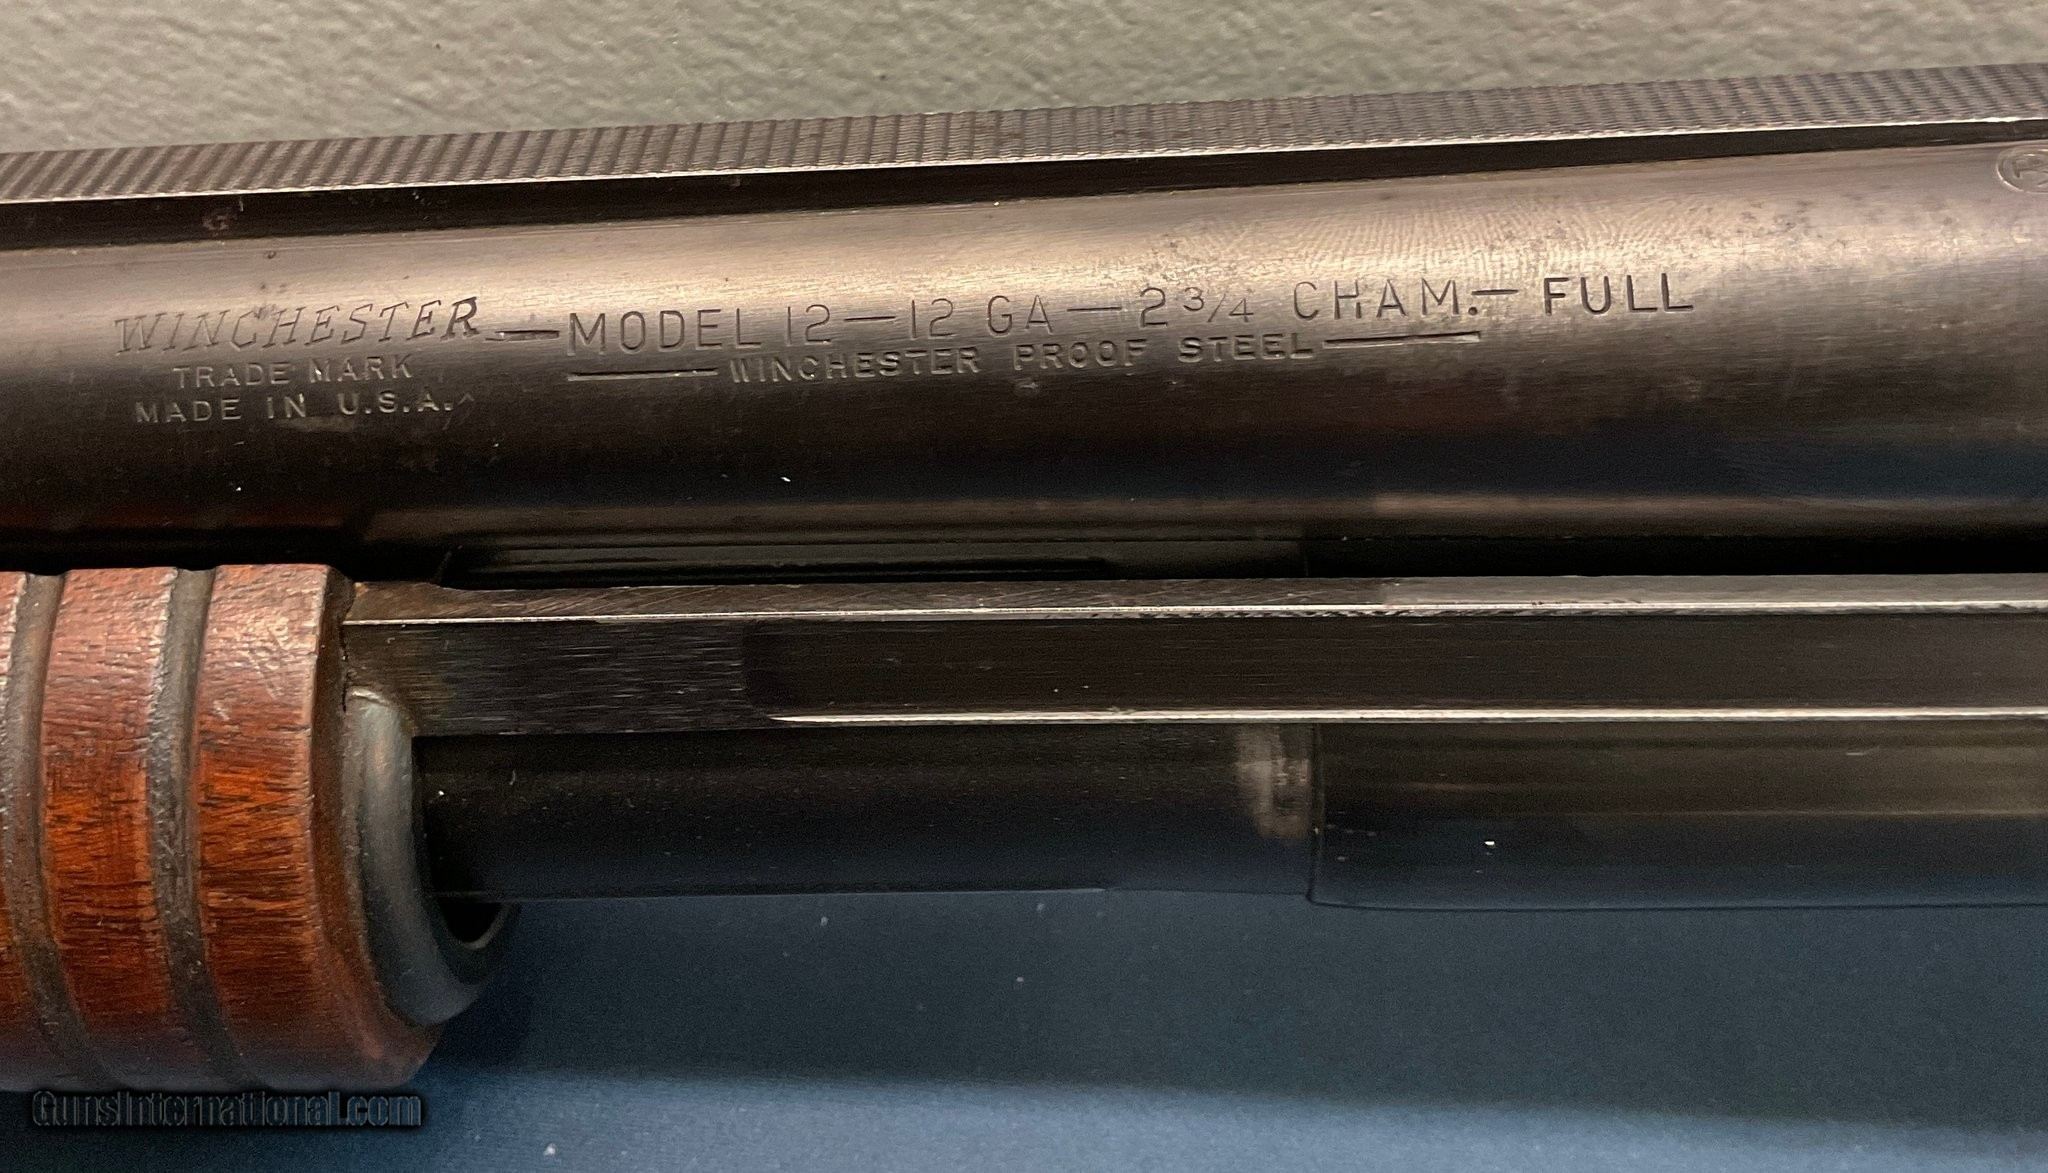 WINCHESTER — MODEL 12 — 12 GA — 2 3/4 CHAM. — FULL
TRADE MARK
WINCHESTER PROOF STEEL
MADE IN U.S.A.
GunsInternational.com